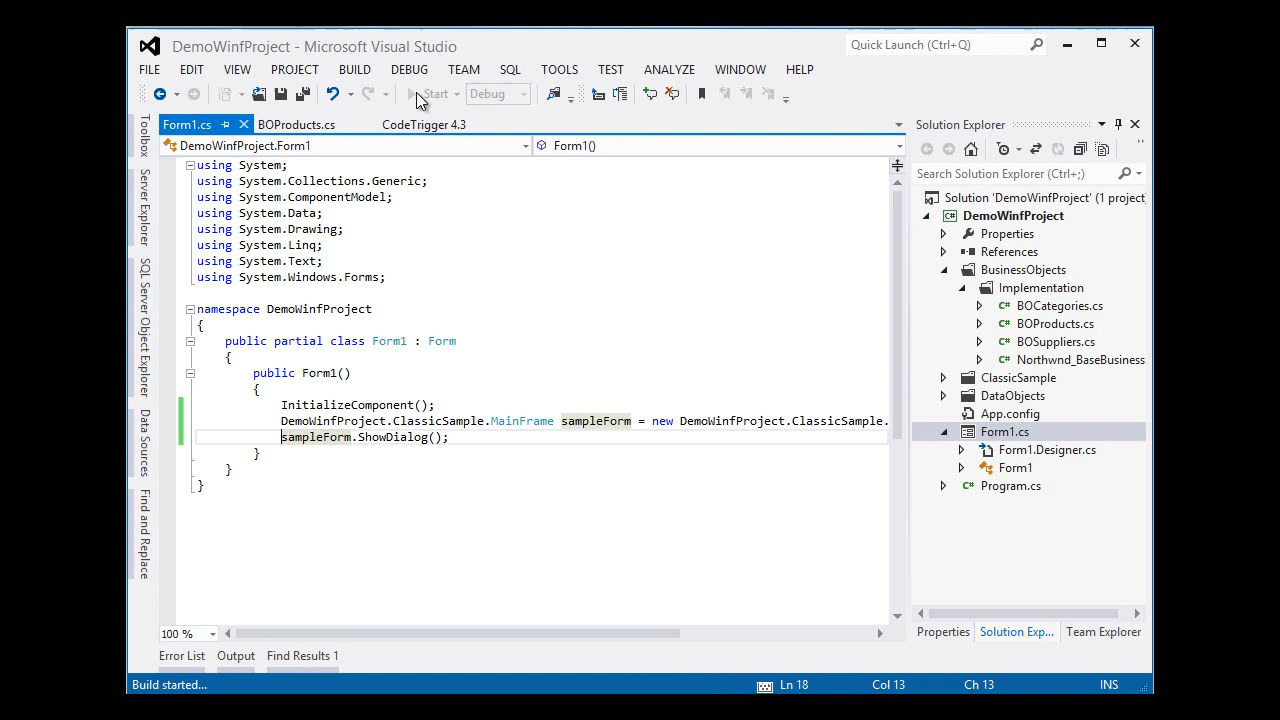 DemoWinfProject - Microsoft Visual Studio
Quick Launch (Ctrl+Q)
FILE EDIT VIEW PROJECT BUILD DEBUG TEAM SQL TOOLS TEST ANALYZE WINDOW HELP
Start Debug
Form1.cs BOProducts.cs CodeTrigger 4.3
DemoWinfProject.Form1 Form1()
using System;
using System.Collections.Generic;
using System.ComponentModel;
using System.Data;
using System.Drawing;
using System.Linq;
using System.Text;
using System.Windows.Forms;
namespace DemoWinfProject
{
public partial class Form1 : Form
{
public Form1()
{
InitializeComponent();
DemoWinfProject.ClassicSample.MainFrame sampleForm = new DemoWinfProject.ClassicSample.
sampleForm.ShowDialog();
}
}
}
100 %
Toolbox
Server Explorer
SQL Server Object Explorer
Data Sources
Find and Replace
Solution Explorer
Search Solution Explorer (Ctrl+;)
Solution 'DemoWinfProject' (1 project
C# DemoWinfProject
Properties
References
BusinessObjects
Implementation
C# BOCategories.cs
C# BOProducts.cs
C# BOSuppliers.cs
C# Northwnd_BaseBusiness
ClassicSample
DataObjects
App.config
Form1.cs
Form1.Designer.cs
Form1
C# Program.cs
Properties Solution Exp... Team Explorer
Error List Output Find Results 1
Build started... Ln 18 Col 13 Ch 13 INS